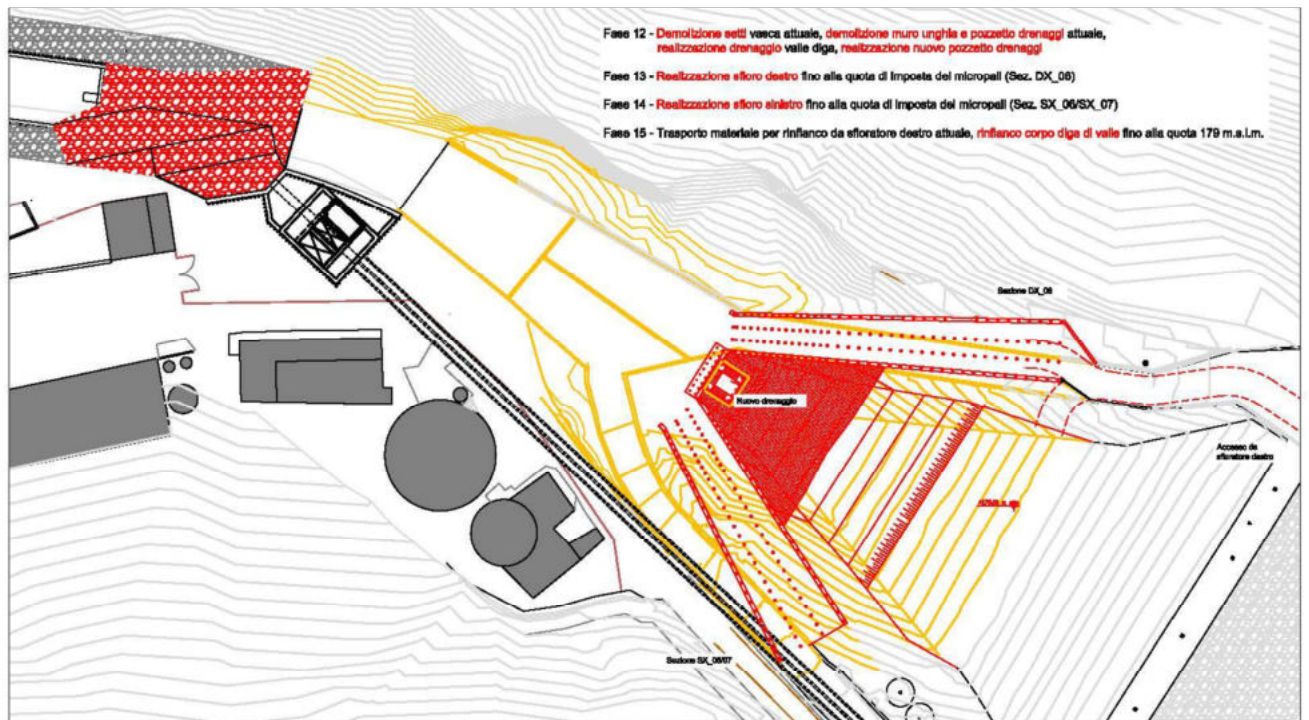 Fase 12 - Demolizione setti vasca attuale, demolizione muro unghia e pozzetto drenaggi attuale,
realizzazione drenaggio valle diga, realizzazione nuovo pozzetto drenaggi
Fase 13 - Realizzazione sfioro destro fino alla quota di imposta dei micropali (Sez. DX_08)
Fase 14 - Realizzazione sfioro sinistro fino alla quota di imposta dei micropali (Sez. SX_06/SX_07)
Fase 15 - Trasporto materiale per rinfianco da sfioratore destro attuale, rinfianco corpo diga di valle fino alla quota 179 m.s.l.m.
Sezione DX_08
Nuovo drenaggio
Accesso da
sfioratore destro
Sezione SX_06/07